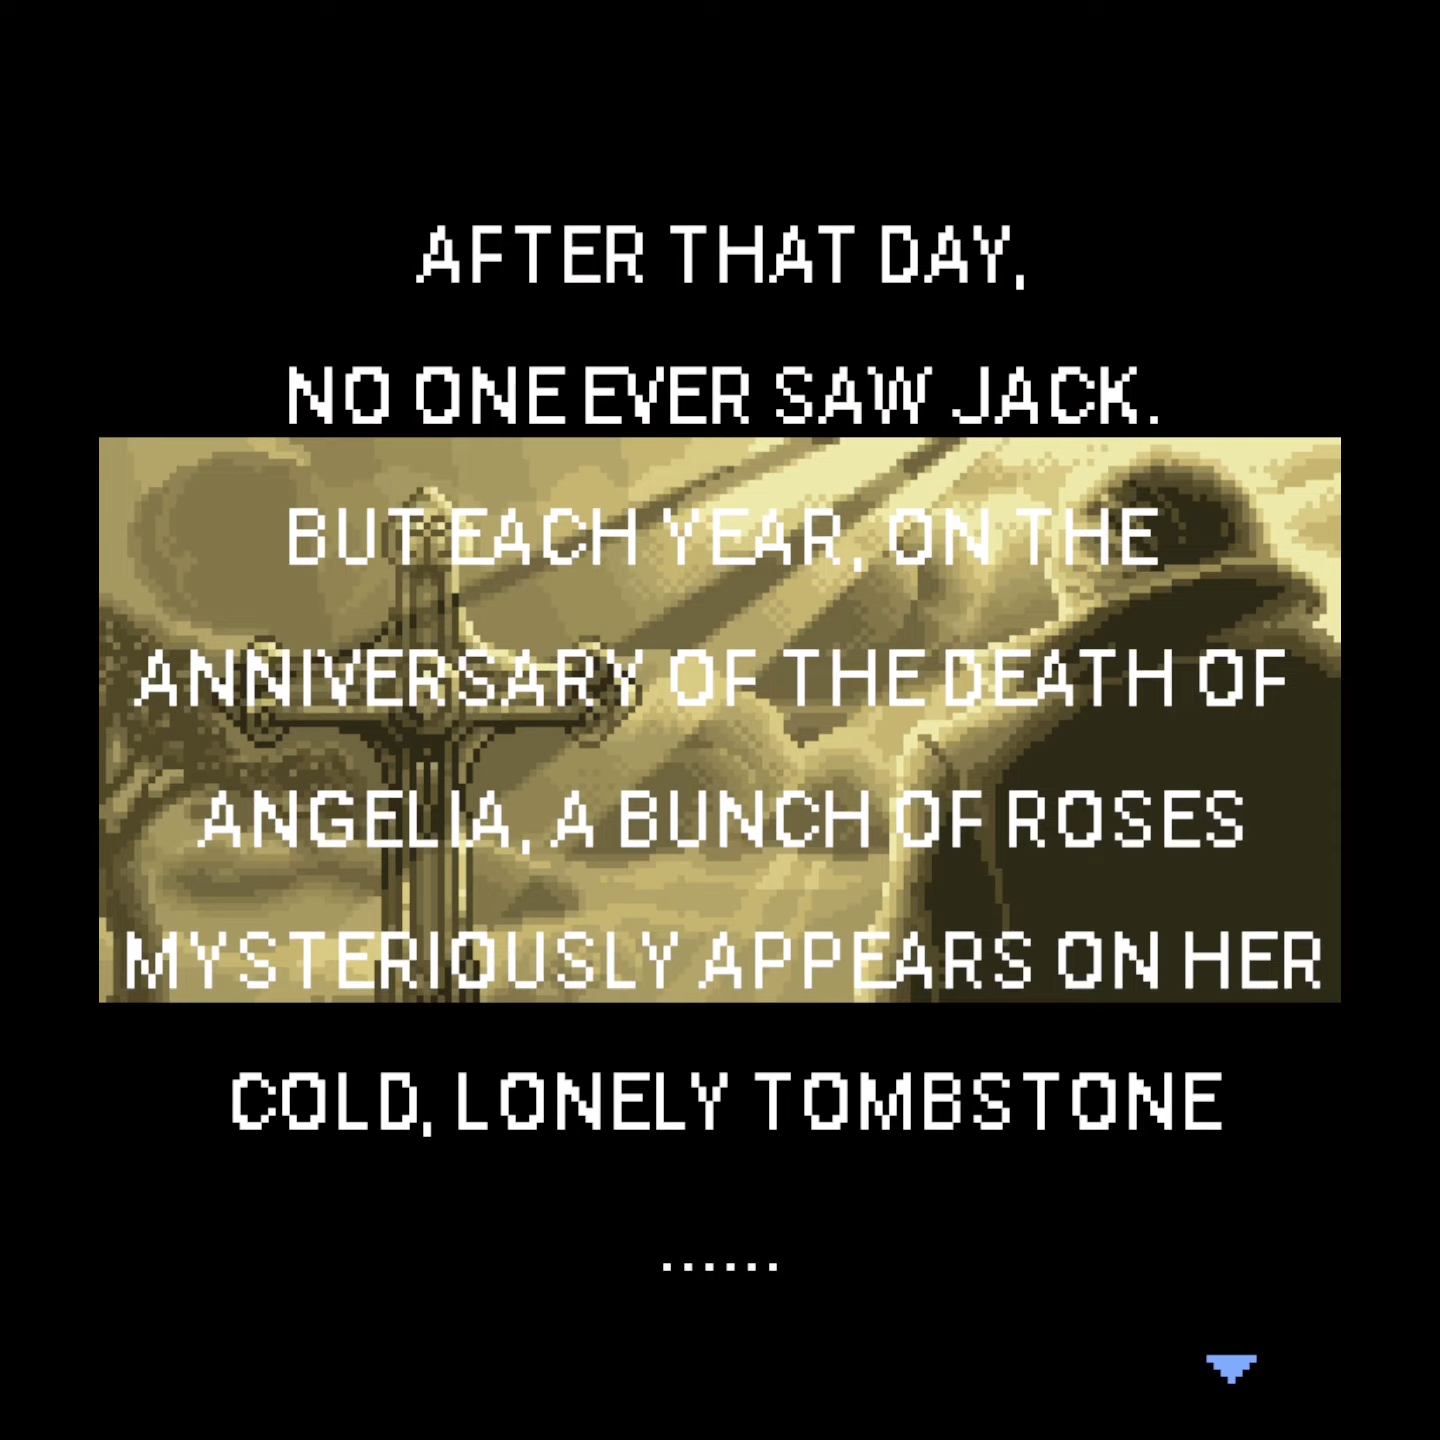 AFTER THAT DAY,
NO ONE EVER SAW JACK.
BUT EACH YEAR, ON THE
ANNIVERSARY OF THE DEATH OF
ANGELIA, A BUNCH OF ROSES
MYSTERIOUSLY APPEARS ON HER
COLD, LONELY TOMBSTONE
......